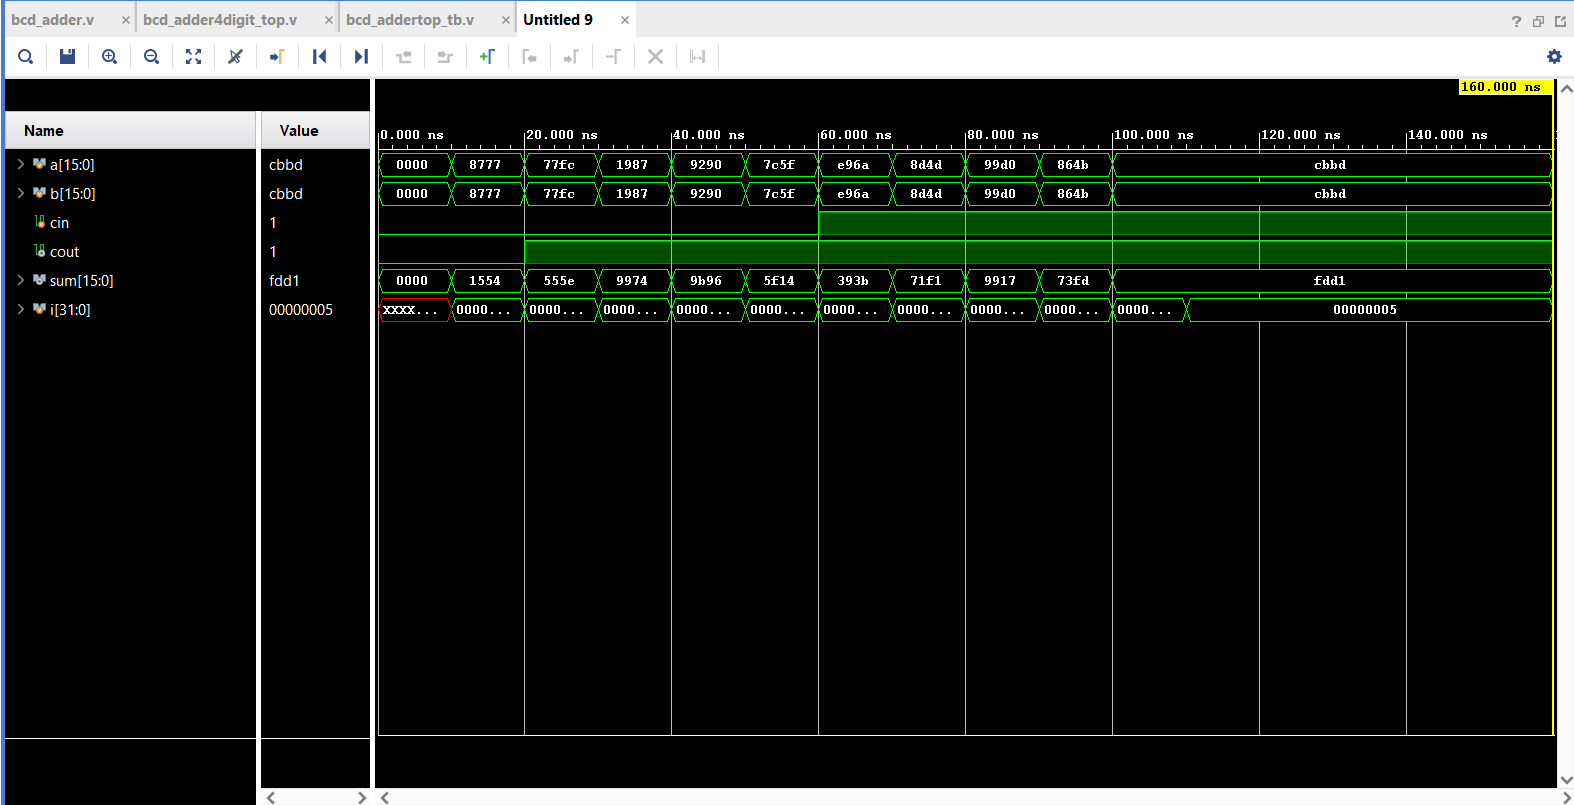 bcd_adder.v × bcd_adder4digit_top.v × bcd_addertop_tb.v × Untitled 9 ×
?
160.000 ns
Name Value 0.000 ns 20.000 ns 40.000 ns 60.000 ns 80.000 ns 100.000 ns 120.000 ns 140.000 ns
a[15:0] cbbd 0000 8777 77fc 1987 9290 7c5f e96a 8d4d 99d0 864b cbbd
b[15:0] cbbd 0000 8777 77fc 1987 9290 7c5f e96a 8d4d 99d0 864b cbbd
cin 1
cout 1
sum[15:0] fdd1 0000 1554 555e 9974 9b96 5f14 393b 71f1 9917 73fd fdd1
i[31:0] 00000005 XXXX... 0000... 0000... 0000... 0000... 0000... 0000... 0000... 0000... 0000... 0000... 00000005